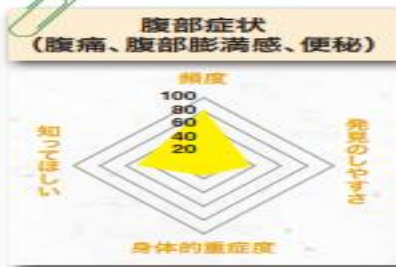 腹部症状
(腹痛、腹部膨満感、便秘)
頻度
100
80
60
40
20
知ってほしい
発見のしやすさ
身体的重症度